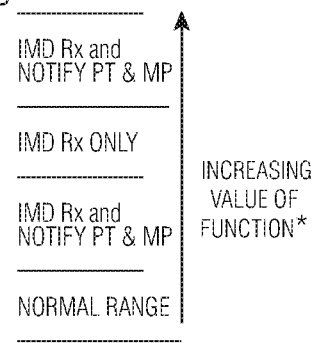 IMD Rx and
NOTIFY PT & MP
IMD Rx ONLY
IMD Rx and
NOTIFY PT & MP
NORMAL RANGE
INCREASING
VALUE OF
FUNCTION*